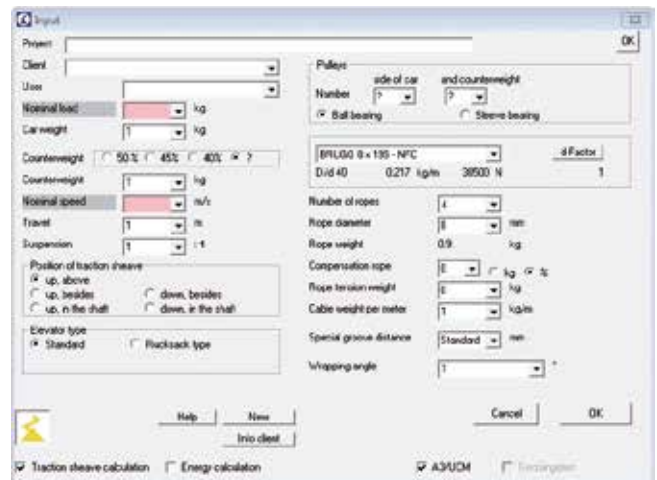 Input
Project
OK
Client
User
Nominal load kg
Car weight 1 kg
Counterweight 50 % 45% 40% ?
Counterweight 1 kg
Nominal speed m/s
Travel 1 m
Suspension 1 :1
Position of traction sheave
up, above
up, besides down, besides
up, in the shaft down, in the shaft
Elevator type
Standard Rucksack type
Help New
Info client
Traction sheave calculation Energy calculation
Pulleys
side of car and counterweight
Number ? ?
Ball bearing Sleeve bearing
BRUGG 8 x 19S - NFC d Factor
D/d 40 0.217 kg/m 38500 N 1
Number of ropes 4
Rope diameter 8 mm
Rope weight 0.9 kg
Compensation rope 0 kg %
Rope tension weight 0 kg
Cable weight per meter 1 kg/m
Special groove distance Standard mm
Wrapping angle 1 °
Cancel OK
A3/UCM